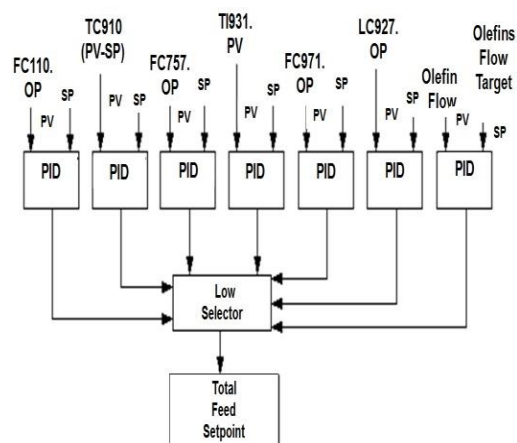 FC110.
OP
PV
SP
TC910
(PV-SP)
PV
SP
FC757.
OP
PV
SP
TI931.
PV
PV
SP
FC971.
OP
PV
SP
LC927.
OP
PV
SP
Olefin
Flow
PV
Olefins
Flow
Target
SP
PID
PID
PID
PID
PID
PID
PID
Low
Selector
Total
Feed
Setpoint